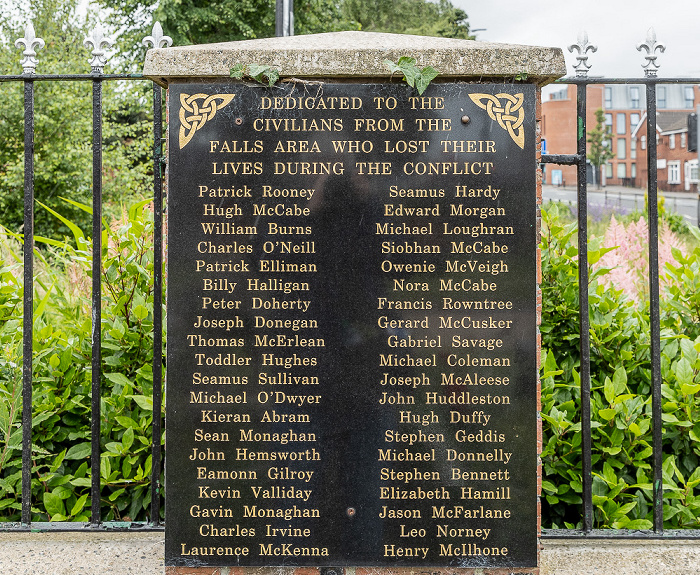 DEDICATED TO THE
CIVILIANS FROM THE
FALLS AREA WHO LOST THEIR
LIVES DURING THE CONFLICT
Patrick Rooney
Hugh McCabe
William Burns
Charles O'Neill
Patrick Elliman
Billy Halligan
Peter Doherty
Joseph Donegan
Thomas McErlean
Toddler Hughes
Seamus Sullivan
Michael O'Dwyer
Kieran Abram
Sean Monaghan
John Hemsworth
Eamonn Gilroy
Kevin Valliday
Gavin Monaghan
Charles Irvine
Laurence McKenna
Seamus Hardy
Edward Morgan
Michael Loughran
Siobhan McCabe
Owenie McVeigh
Nora McCabe
Francis Rowntree
Gerard McCusker
Gabriel Savage
Michael Coleman
Joseph McAleese
John Huddleston
Hugh Duffy
Stephen Geddis
Michael Donnelly
Stephen Bennett
Elizabeth Hamill
Jason McFarlane
Leo Norney
Henry McIlhone